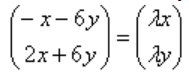 (−x−6y) = (λx)
(2x+6y) = (λy)